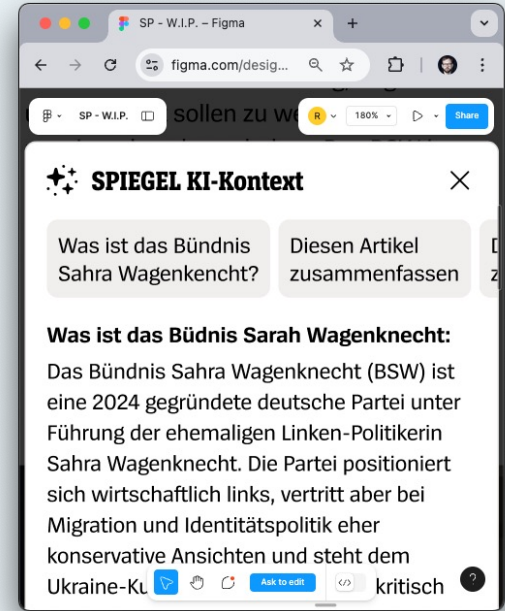 SP - W.I.P. – Figma
figma.com/desig...
SP - W.I.P.
sollen zu we
R
180%
Share
SPIEGEL KI-Kontext
Was ist das Bündnis
Sahra Wagenkencht?
Diesen Artikel
zusammenfassen
Was ist das Büdnis Sarah Wagenknecht:
Das Bündnis Sahra Wagenknecht (BSW) ist
eine 2024 gegründete deutsche Partei unter
Führung der ehemaligen Linken-Politikerin
Sahra Wagenknecht. Die Partei positioniert
sich wirtschaftlich links, vertritt aber bei
Migration und Identitätspolitik eher
konservative Ansichten und steht dem
Ukraine-Ku
Ask to edit
kritisch
?